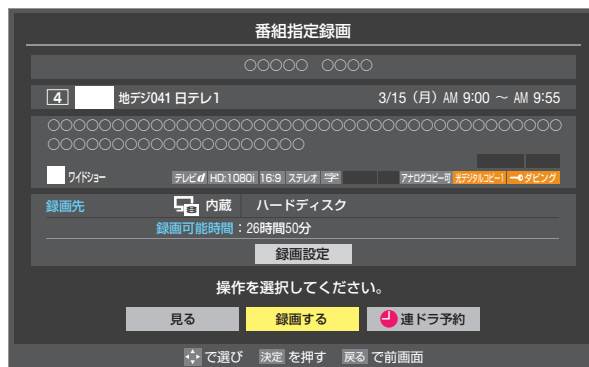 番組指定録画
○○○○○ ○○○○
4 地デジ041 日テレ1 3/15（月）AM 9:00 ～ AM 9:55
○○○○○○○○○○○○○○○○○○○○○○○○○○○○○○○○○○○○○○○○
○○○○○○○○○○○○○○○○○○○○
ワイドショー テレビd HD:1080i 16:9 ステレオ 字 アナログコピー可 光デジタルコピー1 ダビング
録画先 内蔵 ハードディスク
録画可能時間：26時間50分
録画設定
操作を選択してください。
見る 録画する 連ドラ予約
で選び 決定 を押す 戻る で前画面